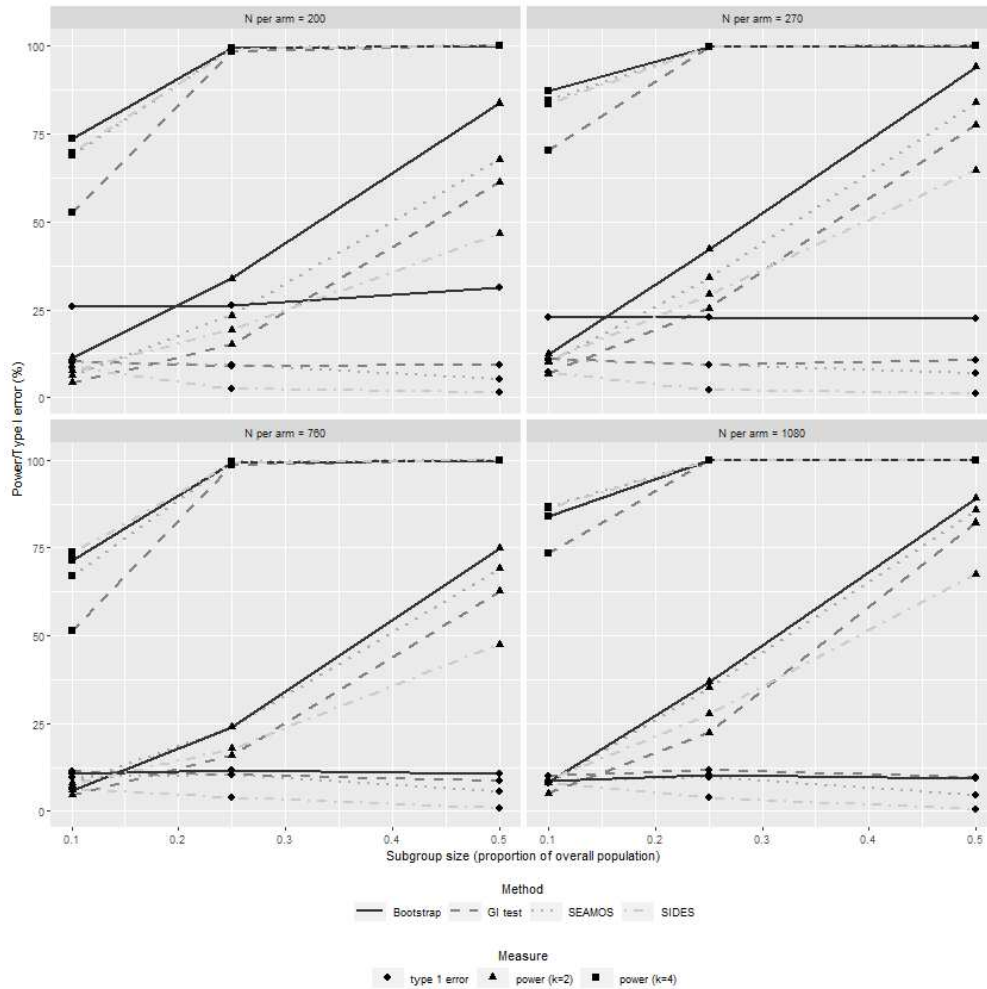 N per arm = 200
N per arm = 270
100
75
50
25
0
N per arm = 760
N per arm = 1080
100
75
50
25
0
Power/Type I error (%)
0.1
0.2
0.3
0.4
0.5
0.1
0.2
0.3
0.4
0.5
Subgroup size (proportion of overall population)
Method
Bootstrap
GI test
SEAMOS
SIDES
Measure
type 1 error
power (k=2)
power (k=4)